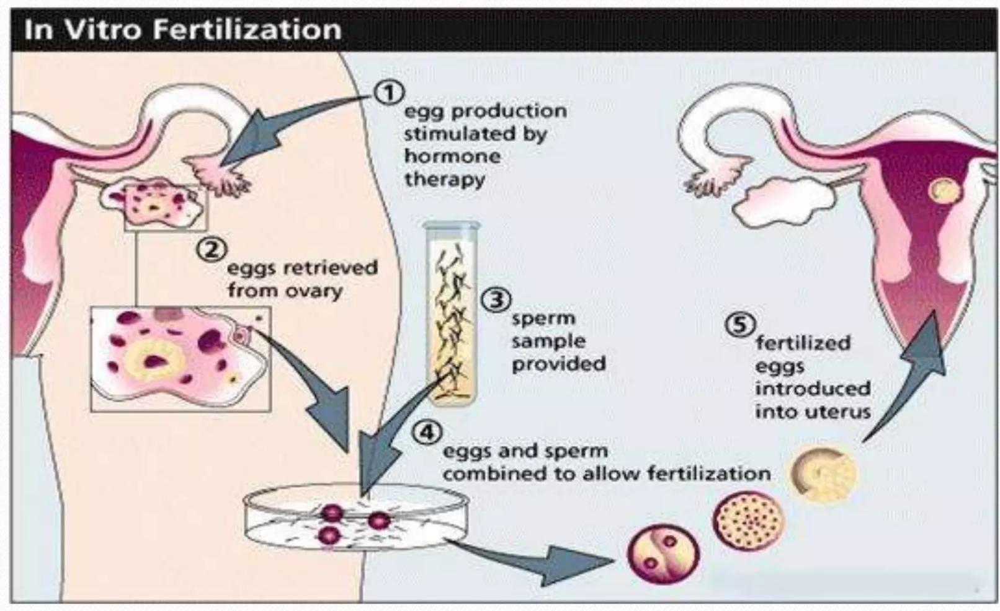 In Vitro Fertilization
1
egg production
stimulated by
hormone
therapy
2
eggs retrieved
from ovary
3
sperm
sample
provided
4
eggs and sperm
combined to allow fertilization
5
fertilized
eggs
introduced
into uterus